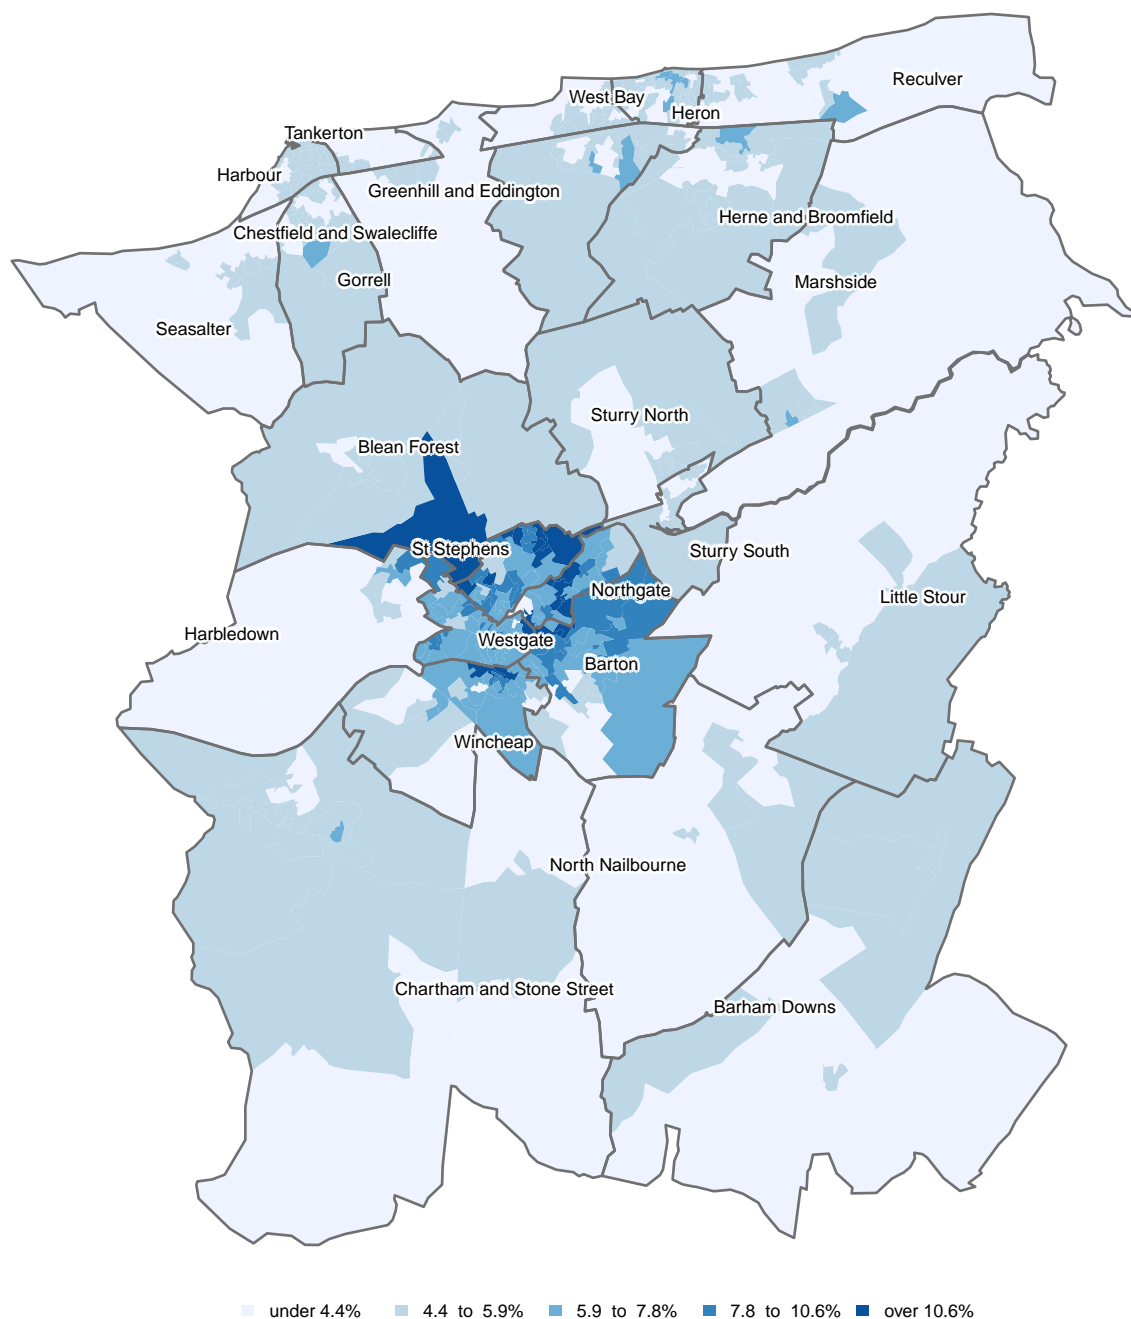 Reculver
West Bay
Heron
Tankerton
Harbour
Greenhill and Eddington
Herne and Broomfield
Chestfield and Swalecliffe
Gorrell
Marshside
Seasalter
Sturry North
Blean Forest
St Stephens
Sturry South
Northgate
Little Stour
Harbledown
Westgate
Barton
Wincheap
North Nailbourne
Chartham and Stone Street
Barham Downs
under 4.4% 4.4 to 5.9% 5.9 to 7.8% 7.8 to 10.6% over 10.6%